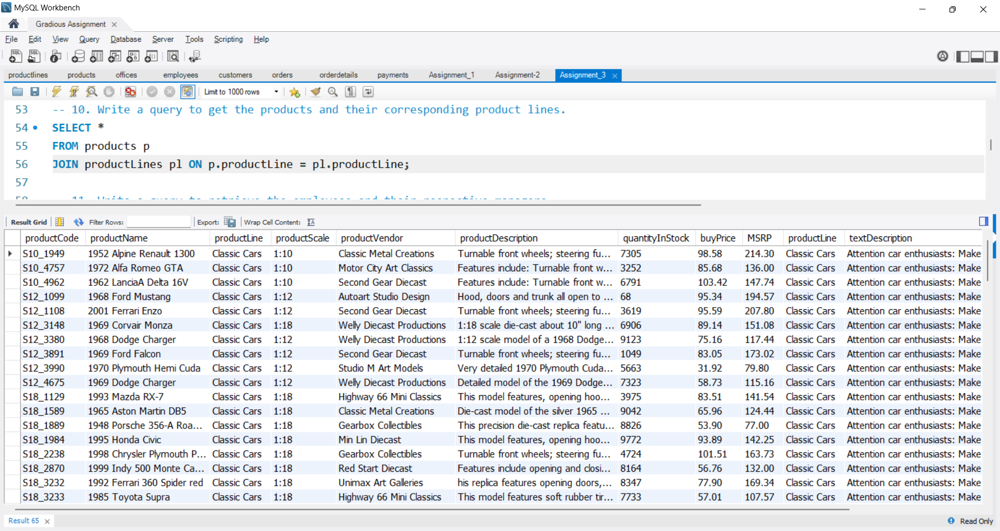 MySQL Workbench
Gradious Assignment
File Edit View Query Database Server Tools Scripting Help
productlines products offices employees customers orders orderdetails payments Assignment_1 Assignment-2 Assignment_3
Limit to 1000 rows
53 -- 10. Write a query to get the products and their corresponding product lines.
54 SELECT *
55 FROM products p
56 JOIN productLines pl ON p.productLine = pl.productLine;
57
Result Grid Filter Rows: Export: Wrap Cell Content:
productCode productName productLine productScale productVendor productDescription quantityInStock buyPrice MSRP productLine textDescription
S10_1949 1952 Alpine Renault 1300 Classic Cars 1:10 Classic Metal Creations Turnable front wheels; steering fu... 7305 98.58 214.30 Classic Cars Attention car enthusiasts: Make
S10_4757 1972 Alfa Romeo GTA Classic Cars 1:10 Motor City Art Classics Features include: Turnable front w... 3252 85.68 136.00 Classic Cars Attention car enthusiasts: Make
S10_4962 1962 LanciaA Delta 16V Classic Cars 1:10 Second Gear Diecast Features include: Turnable front w... 6791 103.42 147.74 Classic Cars Attention car enthusiasts: Make
S12_1099 1968 Ford Mustang Classic Cars 1:12 Autoart Studio Design Hood, doors and trunk all open to ... 68 95.34 194.57 Classic Cars Attention car enthusiasts: Make
S12_1108 2001 Ferrari Enzo Classic Cars 1:12 Second Gear Diecast Turnable front wheels; steering fu... 3619 95.59 207.80 Classic Cars Attention car enthusiasts: Make
S12_3148 1969 Corvair Monza Classic Cars 1:18 Welly Diecast Productions 1:18 scale die-cast about 10" long ... 6906 89.14 151.08 Classic Cars Attention car enthusiasts: Make
S12_3380 1968 Dodge Charger Classic Cars 1:12 Welly Diecast Productions 1:12 scale model of a 1968 Dodge... 9123 75.16 117.44 Classic Cars Attention car enthusiasts: Make
S12_3891 1969 Ford Falcon Classic Cars 1:12 Second Gear Diecast Turnable front wheels; steering fu... 1049 83.05 173.02 Classic Cars Attention car enthusiasts: Make
S12_3990 1970 Plymouth Hemi Cuda Classic Cars 1:12 Studio M Art Models Very detailed 1970 Plymouth Cuda... 5663 31.92 79.80 Classic Cars Attention car enthusiasts: Make
S12_4675 1969 Dodge Charger Classic Cars 1:12 Welly Diecast Productions Detailed model of the 1969 Dodge... 7323 58.73 115.16 Classic Cars Attention car enthusiasts: Make
S18_1129 1993 Mazda RX-7 Classic Cars 1:18 Highway 66 Mini Classics This model features, opening hoo... 3975 83.51 141.54 Classic Cars Attention car enthusiasts: Make
S18_1589 1965 Aston Martin DB5 Classic Cars 1:18 Classic Metal Creations Die-cast model of the silver 1965 ... 9042 65.96 124.44 Classic Cars Attention car enthusiasts: Make
S18_1889 1948 Porsche 356-A Roa... Classic Cars 1:18 Gearbox Collectibles This precision die-cast replica featu... 8826 53.90 77.00 Classic Cars Attention car enthusiasts: Make
S18_1984 1995 Honda Civic Classic Cars 1:18 Min Lin Diecast This model features, opening hoo... 9772 93.89 142.25 Classic Cars Attention car enthusiasts: Make
S18_2238 1998 Chrysler Plymouth P... Classic Cars 1:18 Gearbox Collectibles Turnable front wheels; steering fu... 4724 101.51 163.73 Classic Cars Attention car enthusiasts: Make
S18_2870 1999 Indy 500 Monte Ca... Classic Cars 1:18 Red Start Diecast Features include opening and closi... 8164 56.76 132.00 Classic Cars Attention car enthusiasts: Make
S18_3232 1992 Ferrari 360 Spider red Classic Cars 1:18 Unimax Art Galleries his replica features opening doors,... 8347 77.90 169.34 Classic Cars Attention car enthusiasts: Make
S18_3233 1985 Toyota Supra Classic Cars 1:18 Highway 66 Mini Classics This model features soft rubber tir... 7733 57.01 107.57 Classic Cars Attention car enthusiasts: Make
Result 65 Read Only